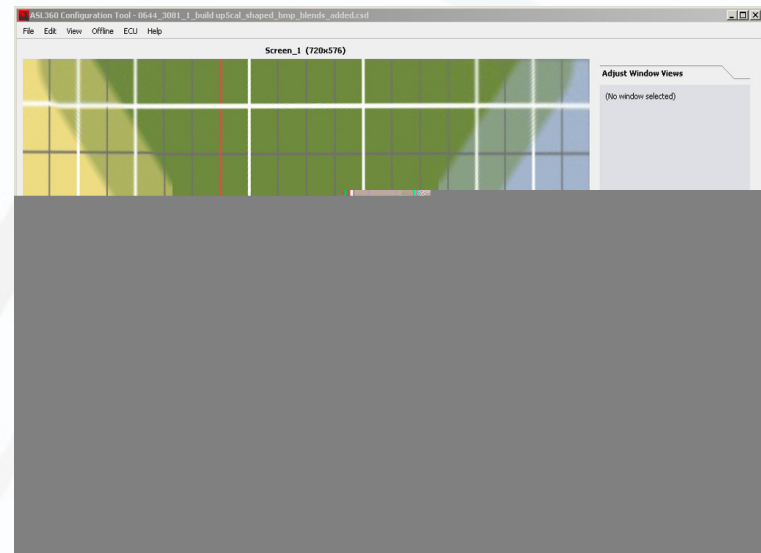 ASL360 Configuration Tool - 0644_3081_1_build up5cal_shaped_bmp_blends_added.csd
File Edit View Offline ECU Help
Screen_1 (720x576)
Adjust Window Views
(No window selected)